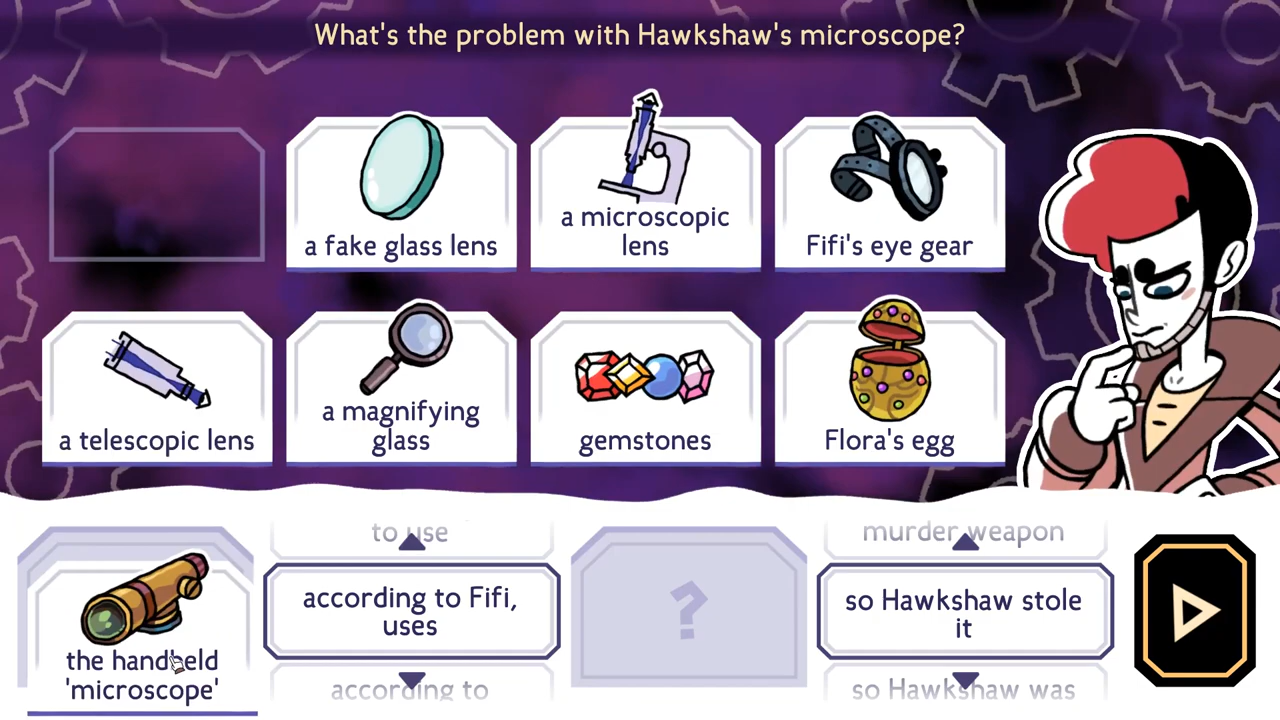 What's the problem with Hawkshaw's microscope?
a fake glass lens
a microscopic
lens
Fifi's eye gear
a telescopic lens
a magnifying
glass
gemstones
Flora's egg
the handheld
'microscope'
to use
according to Fifi,
uses
according to
?
murder weapon
so Hawkshaw stole
it
so Hawkshaw was